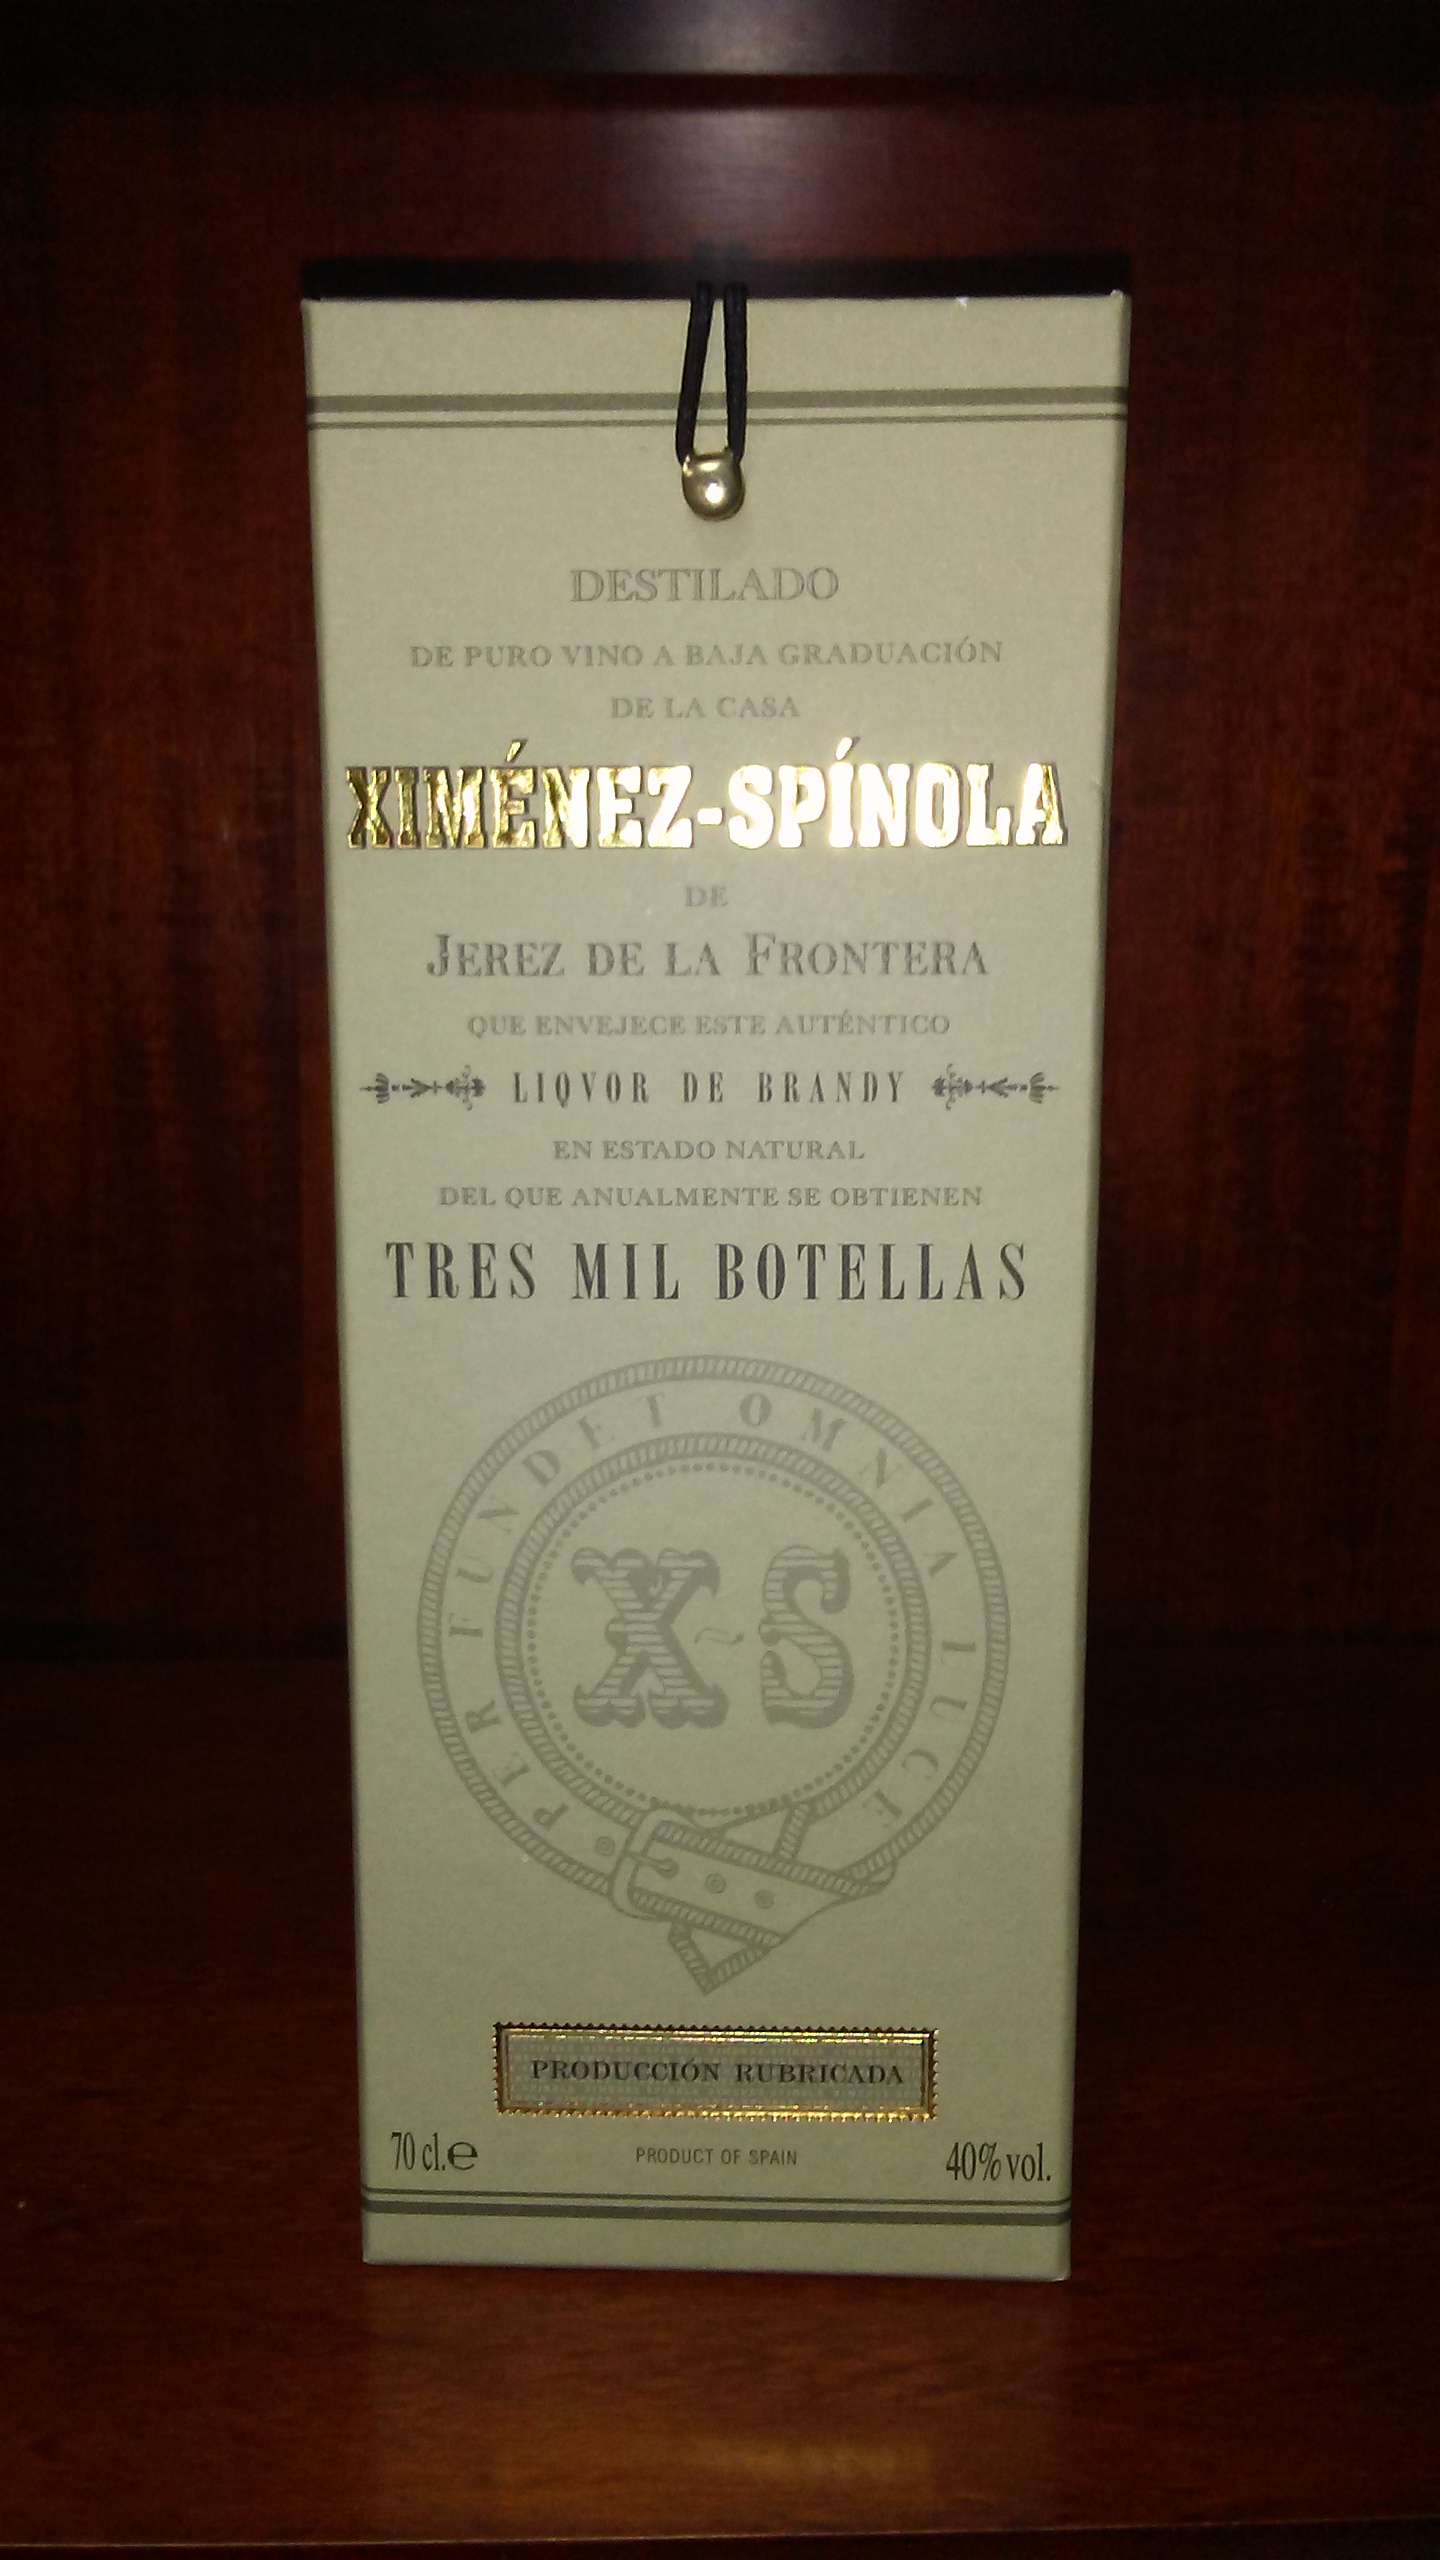 DESTILADO
DE PURO VINO A BAJA GRADUACIÓN
DE LA CASA
XIMÉNEZ-SPÍNOLA
DE
JEREZ DE LA FRONTERA
QUE ENVEJECE ESTE AUTÉNTICO
LIQVOR DE BRANDY
EN ESTADO NATURAL
DEL QUE ANUALMENTE SE OBTIENEN
TRES MIL BOTELLAS
PERFUNDET OMNIA LUCE
X-S
PRODUCCIÓN RUBRICADA
70 cl.e
PRODUCT OF SPAIN
40% vol.